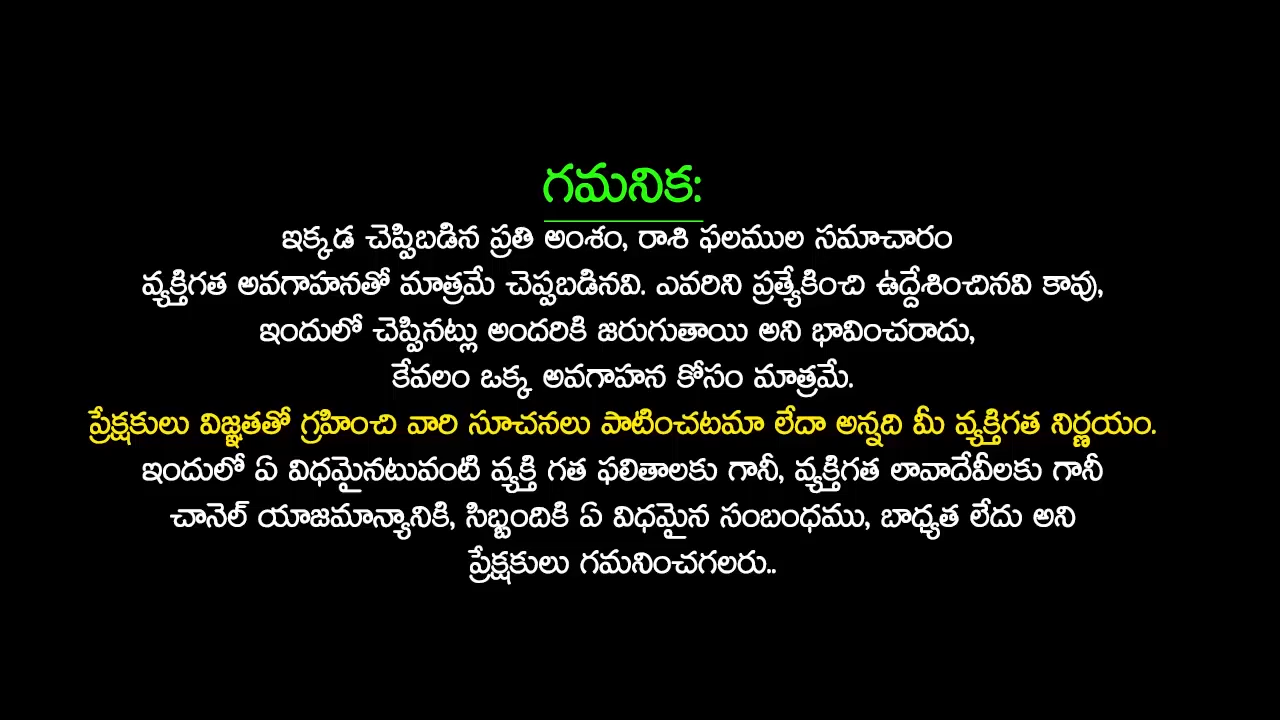 గమనిక:
ఇక్కడ చెప్పిబడిన ప్రతి అంశం, రాశి ఫలముల సమాచారం
వ్యక్తిగత అవగాహనతో మాత్రమే చెప్పబడినవి. ఎవరిని ప్రత్యేకించి ఉద్దేశించినవి కావు,
ఇందులో చెప్పినట్లు అందరికి జరుగుతాయి అని భావించరాదు,
కేవలం ఒక్క అవగాహన కోసం మాత్రమే.
ప్రేక్షకులు విజ్ఞతతో గ్రహించి వారి సూచనలు పాటించటమా లేదా అన్నది మీ వ్యక్తిగత నిర్ణయం.
ఇందులో ఏ విధమైనటువంటి వ్యక్తి గత ఫలితాలకు గానీ, వ్యక్తిగత లావాదేవీలకు గానీ
చానెల్ యాజమాన్యానికి, సిబ్బందికి ఏ విధమైన సంబంధము, బాధ్యత లేదు అని
ప్రేక్షకులు గమనించగలరు..